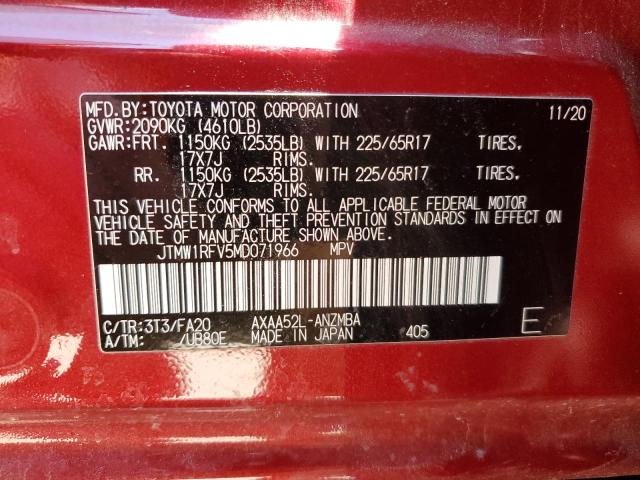 MFD.BY:TOYOTA MOTOR CORPORATION 11/20
GVWR:2090KG (4610LB)
GAWR:FRT. 1150KG (2535LB) WITH 225/65R17 TIRES,
17X7J RIMS.
RR. 1150KG (2535LB) WITH 225/65R17 TIRES,
17X7J RIMS.
THIS VEHICLE CONFORMS TO ALL APPLICABLE FEDERAL MOTOR
VEHICLE SAFETY AND THEFT PREVENTION STANDARDS IN EFFECT ON
THE DATE OF MANUFACTURE SHOWN ABOVE.
JTMW1RFV5MD071966 MPV
C/TR:3T3/FA20 AXAA52L-ANZMBA
A/TM: /UB80E MADE IN JAPAN 405 E